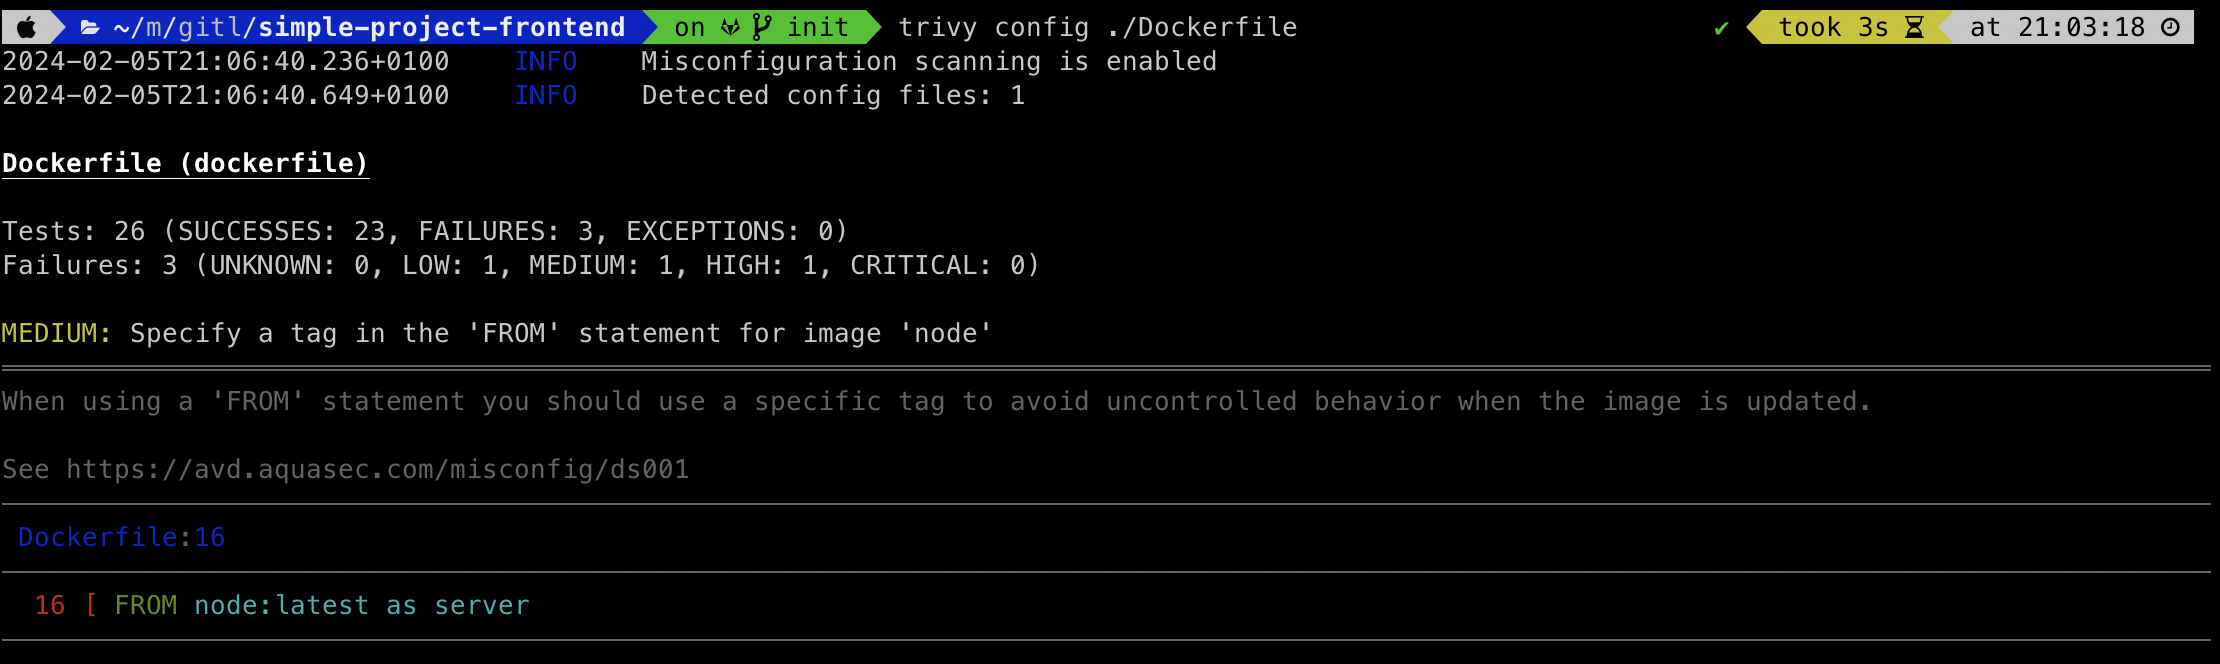 ~/m/gitl/simple-project-frontend on init trivy config ./Dockerfile ✔ took 3s at 21:03:18
2024-02-05T21:06:40.236+0100 INFO Misconfiguration scanning is enabled
2024-02-05T21:06:40.649+0100 INFO Detected config files: 1
Dockerfile (dockerfile)
Tests: 26 (SUCCESSES: 23, FAILURES: 3, EXCEPTIONS: 0)
Failures: 3 (UNKNOWN: 0, LOW: 1, MEDIUM: 1, HIGH: 1, CRITICAL: 0)
MEDIUM: Specify a tag in the 'FROM' statement for image 'node'
When using a 'FROM' statement you should use a specific tag to avoid uncontrolled behavior when the image is updated.
See https://avd.aquasec.com/misconfig/ds001
Dockerfile:16
16 [ FROM node:latest as server